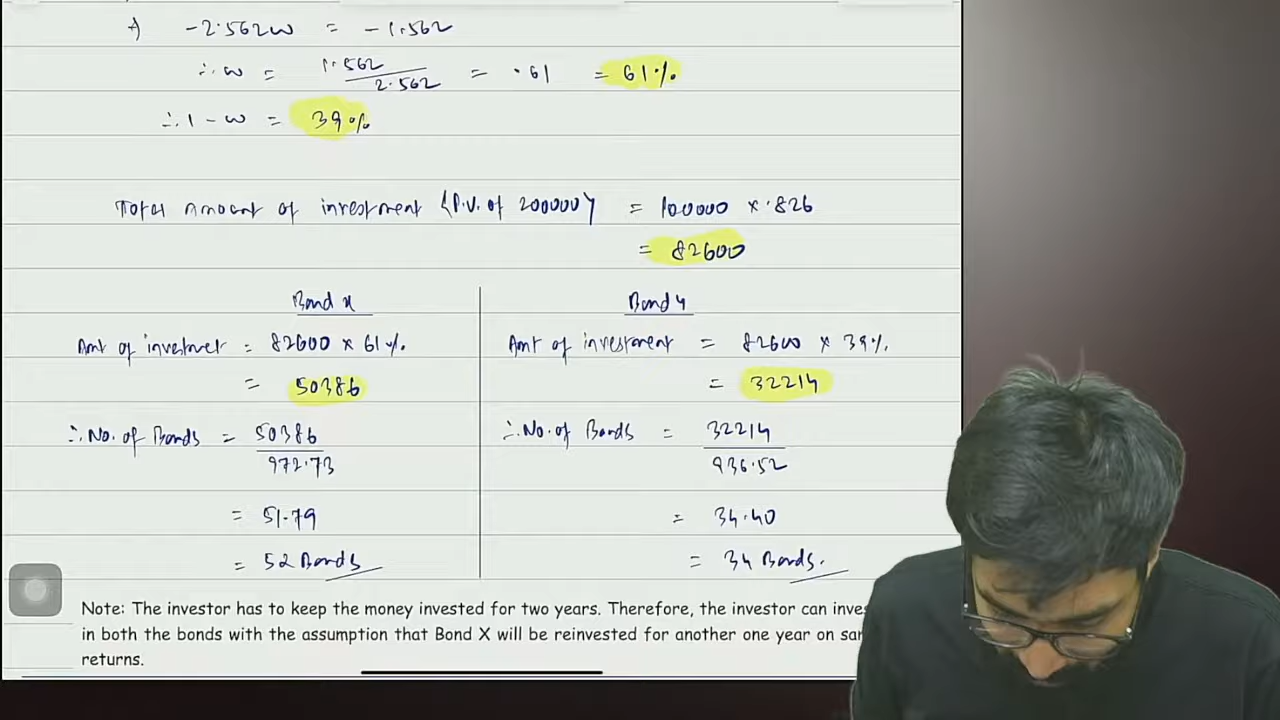 ⇒ -2.562w = -1.562
∴ w = 1.562 / 2.562 = .61 = 61%
∴ 1 - w = 39%
Total Amount of investment {P.V. of 200000} = 100000 × .826
= 82600
Bond X
Amt of investmet = 82600 × 61%.
= 50386
∴ No. of Bonds = 50386 / 972.73
= 51.79
= 52 Bonds
Bond Y
Amt of investment = 82600 × 39%.
= 32214
∴ No. of Bonds = 32214 / 936.52
= 34.40
= 34 Bonds.
Note: The investor has to keep the money invested for two years. Therefore, the investor can
in both the bonds with the assumption that Bond X will be reinvested for another one year on
returns.